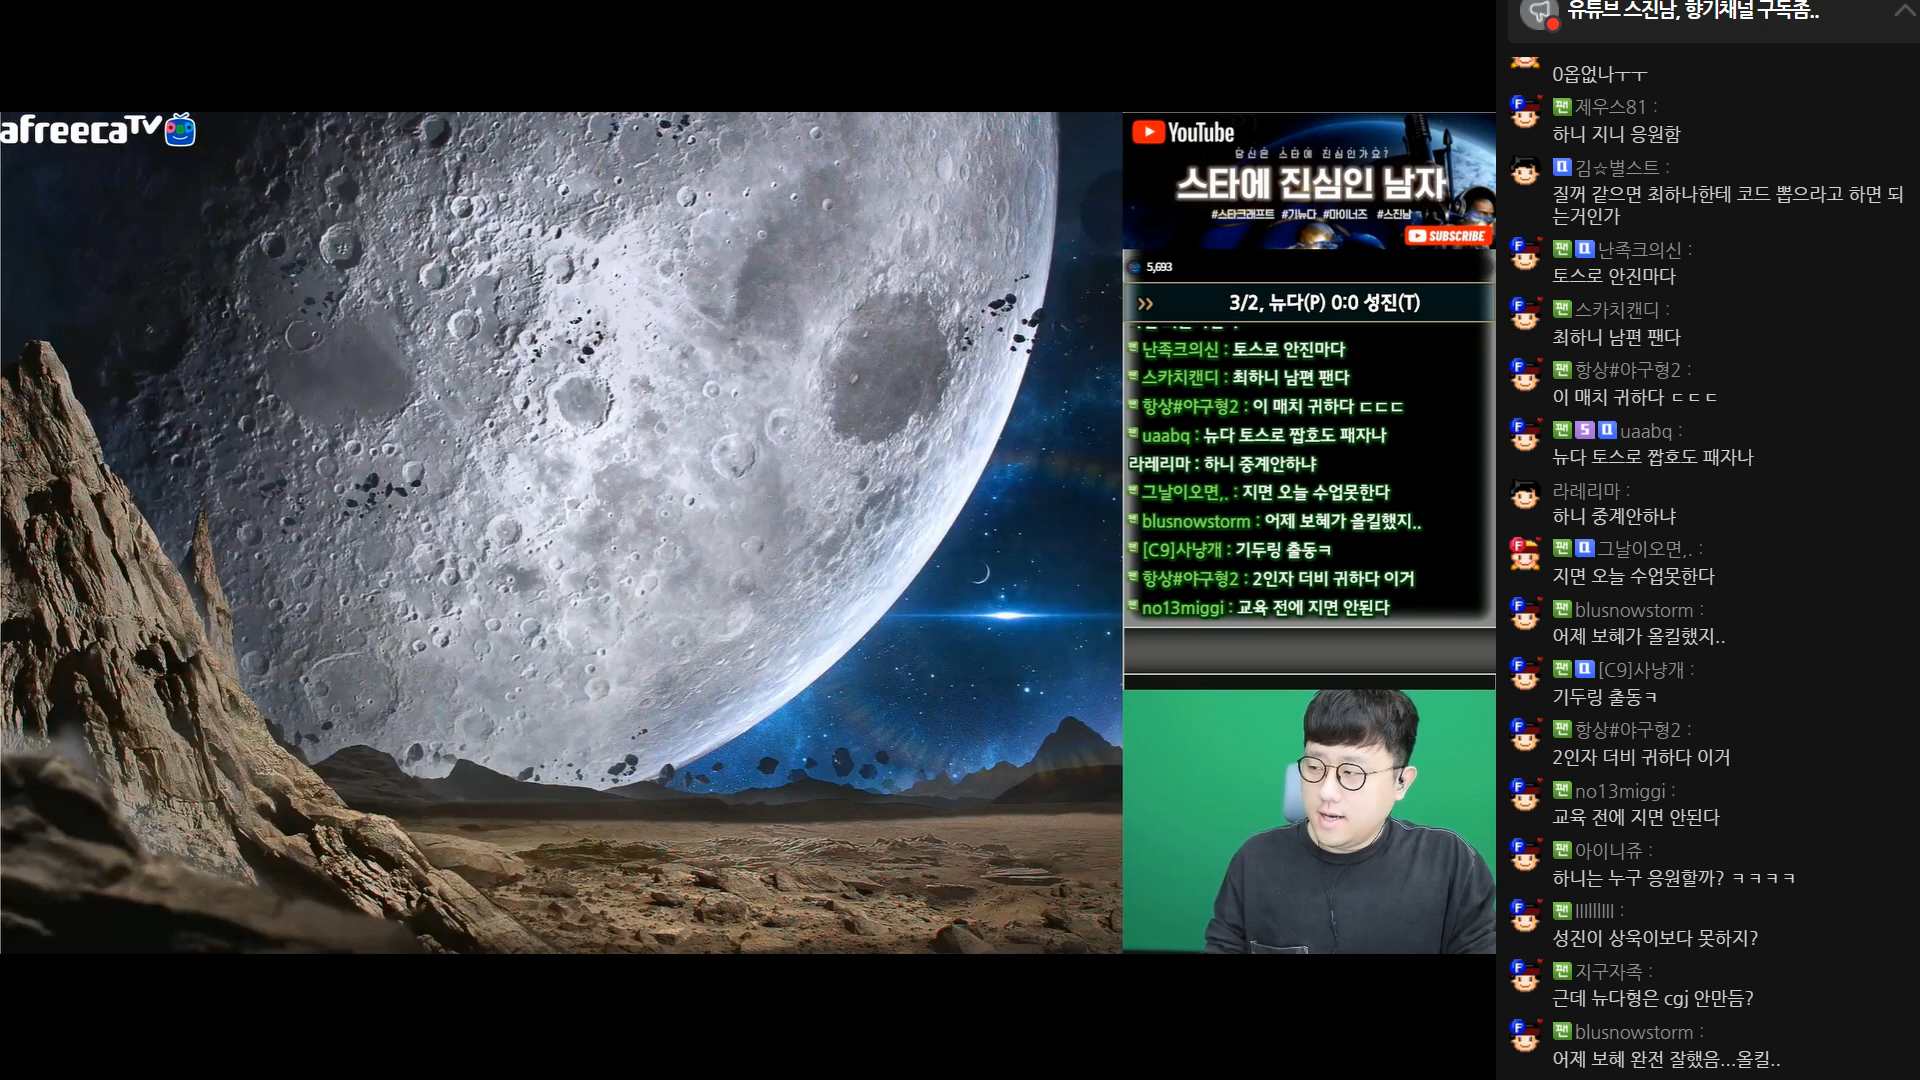 afreecaTV
YouTube
당신은 스타에 진심인가요?
스타에 진심인 남자
#스타크래프트 #기뉴다 #마이너즈 #스진남
SUBSCRIBE
5,693
3/2, 뉴다(P) 0:0 성진(T)
난족크의신 : 토스로 안진마다
스카치캔디 : 최하니 남편 팬다
항상#야구형2 : 이 매치 귀하다 ㄷㄷㄷ
uaabq : 뉴다 토스로 짭호도 패자나
라레리마 : 하니 중계안하냐
그날이오면,. : 지면 오늘 수업못한다
blusnowstorm : 어제 보혜가 올킬했지..
[C9]사냥개 : 기두링 출동ㅋ
항상#야구형2 : 2인자 더비 귀하다 이거
no13miggi : 교육 전에 지면 안된다
유튜브 스진남, 향기채널 구독좀..
0옵없나ㅜㅜ
팬 제우스81 :
하니 지니 응원함
김☆별스트 :
질꺼 같으면 최하나한테 코드 뽑으라고 하면 되
는거인가
팬 난족크의신 :
토스로 안진마다
팬 스카치캔디 :
최하니 남편 팬다
팬 항상#야구형2 :
이 매치 귀하다 ㄷㄷㄷ
팬 S uaabq :
뉴다 토스로 짭호도 패자나
라레리마 :
하니 중계안하냐
팬 그날이오면,. :
지면 오늘 수업못한다
팬 blusnowstorm :
어제 보혜가 올킬했지..
팬 [C9]사냥개 :
기두링 출동ㅋ
팬 항상#야구형2 :
2인자 더비 귀하다 이거
팬 no13miggi :
교육 전에 지면 안된다
팬 아이니쥬 :
하니는 누구 응원할까? ㅋㅋㅋㅋ
성진이 상욱이보다 못하지?
팬 지구자족 :
근데 뉴다형은 cgj 안만듬?
팬 blusnowstorm :
어제 보혜 완전 잘했음...올킬..